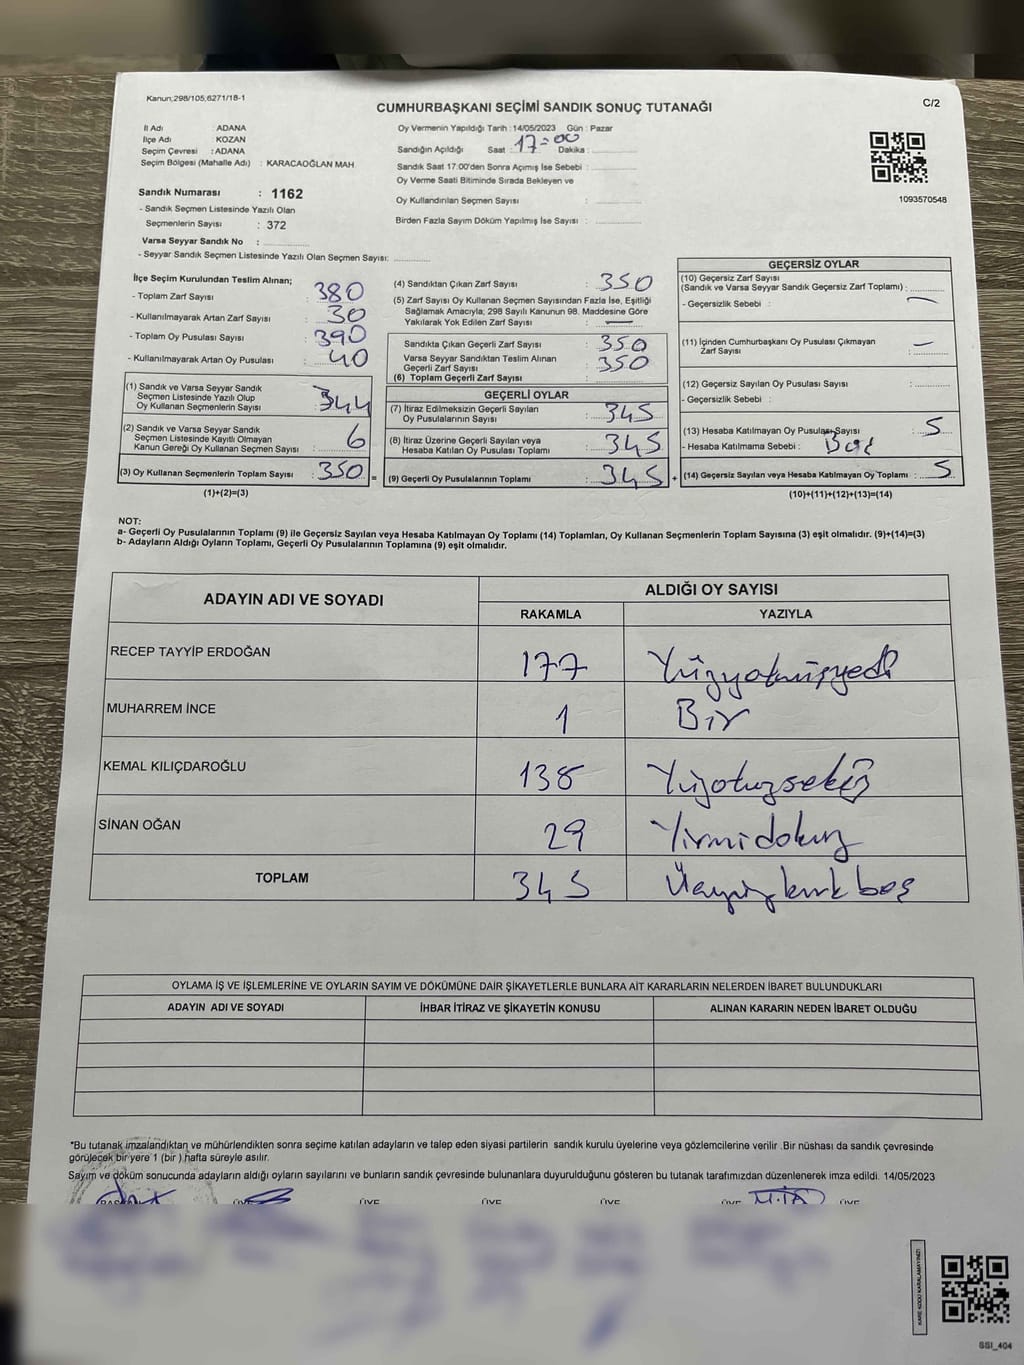 Kanun;298/105;6271/18-1
CUMHURBAŞKANI SEÇİMİ SANDIK SONUÇ TUTANAĞI
C/2
İl Adı : ADANA
İlçe Adı : KOZAN
Seçim Çevresi : ADANA
Seçim Bölgesi (Mahalle Adı) : KARACAOĞLAN MAH
Sandık Numarası : 1162
- Sandık Seçmen Listesinde Yazılı Olan
Seçmenlerin Sayısı : 372
Varsa Seyyar Sandık No : ..............
- Seyyar Sandık Seçmen Listesinde Yazılı Olan Seçmen Sayısı: ............
Oy Vermenin Yapıldığı Tarih : 14/05/2023 Gün : Pazar
Sandığın Açıldığı Saat : 17:00 Dakika : ..............
Sandık Saat 17:00'den Sonra Açımış İse Sebebi : ..............
Oy Verme Saati Bitiminde Sırada Bekleyen ve
Oy Kullandırılan Seçmen Sayısı : ..............
Birden Fazla Sayım Döküm Yapılmış İse Sayısı : ..............
1093570548
İlçe Seçim Kurulundan Teslim Alınan;
- Toplam Zarf Sayısı : 380
- Kullanılmayarak Artan Zarf Sayısı : 30
- Toplam Oy Pusulası Sayısı : 390
- Kullanılmayarak Artan Oy Pusulası : 40
(1) Sandık ve Varsa Seyyar Sandık
Seçmen Listesinde Yazılı Olup
Oy Kullanan Seçmenlerin Sayısı : 344
(2) Sandık ve Varsa Seyyar Sandık
Seçmen Listesinde Kayıtlı Olmayan
Kanun Gereği Oy Kullanan Seçmen Sayısı : 6
(3) Oy Kullanan Seçmenlerin Toplam Sayısı : 350 =
(1)+(2)=(3)
(4) Sandıktan Çıkan Zarf Sayısı : 350
(5) Zarf Sayısı Oy Kullanan Seçmen Sayısından Fazla İse, Eşitliği
Sağlamak Amacıyla; 298 Sayılı Kanunun 98. Maddesine Göre
Yakılarak Yok Edilen Zarf Sayısı : —
Sandıkta Çıkan Geçerli Zarf Sayısı : 350
Varsa Seyyar Sandıktan Teslim Alınan
Geçerli Zarf Sayısı : 350
(6) Toplam Geçerli Zarf Sayısı : ..............
GEÇERLİ OYLAR
(7) İtiraz Edilmeksizin Geçerli Sayılan
Oy Pusulalarının Sayısı : 345
(8) İtiraz Üzerine Geçerli Sayılan veya
Hesaba Katılan Oy Pusulası Toplamı : 345
(9) Geçerli Oy Pusulalarının Toplamı : 345 +
GEÇERSİZ OYLAR
(10) Geçersiz Zarf Sayısı
(Sandık ve Varsa Seyyar Sandık Geçersiz Zarf Toplamı) : ..........
- Geçersizlik Sebebi : —
(11) İçinden Cumhurbaşkanı Oy Pusulası Çıkmayan
Zarf Sayısı : —
(12) Geçersiz Sayılan Oy Pusulası Sayısı : ..........
- Geçersizlik Sebebi :
(13) Hesaba Katılmayan Oy Pusulası Sayısı : 5
- Hesaba Katılmama Sebebi :
(14) Geçersiz Sayılan veya Hesaba Katılmayan Oy Toplamı : 5
(10)+(11)+(12)+(13)=(14)
NOT:
a- Geçerli Oy Pusulalarının Toplamı (9) ile Geçersiz Sayılan veya Hesaba Katılmayan Oy Toplamı (14) Toplamları, Oy Kullanan Seçmenlerin Toplam Sayısına (3) eşit olmalıdır. (9)+(14)=(3)
b- Adayların Aldığı Oyların Toplamı, Geçerli Oy Pusulalarının Toplamına (9) eşit olmalıdır.
ADAYIN ADI VE SOYADI
ALDIĞI OY SAYISI
RAKAMLA YAZIYLA
RECEP TAYYİP ERDOĞAN 177 Yüzyetmişyedi
MUHARREM İNCE 1 Bir
KEMAL KILIÇDAROĞLU 138 Yüzotuzsekiz
SİNAN OĞAN 29 Yirmidokuz
TOPLAM 345 Üçyüzkırkbeş
OYLAMA İŞ VE İŞLEMLERİNE VE OYLARIN SAYIM VE DÖKÜMÜNE DAİR ŞİKAYETLERLE BUNLARA AİT KARARLARIN NELERDEN İBARET BULUNDUKLARI
ADAYIN ADI VE SOYADI İHBAR İTİRAZ VE ŞİKAYETİN KONUSU ALINAN KARARIN NEDEN İBARET OLDUĞU
*Bu tutanak imzalandıktan ve mühürlendikten sonra seçime katılan adayların ve talep eden siyasi partilerin sandık kurulu üyelerine veya gözlemcilerine verilir .Bir nüshası da sandık çevresinde
görülecek bir yere 1 (bir ) hafta süreyle asılır.
Sayım ve döküm sonucunda adayların aldığı oyların sayılarını ve bunların sandık çevresinde bulunanlara duyurulduğunu gösteren bu tutanak tarafımızdan düzenlenerek imza edildi. 14/05/2023
BAŞKAN ÜYE ÜYE ÜYE ÜYE ÜYE ÜYE
KARE KODU KARALAMAYINIZ!
SSI_404